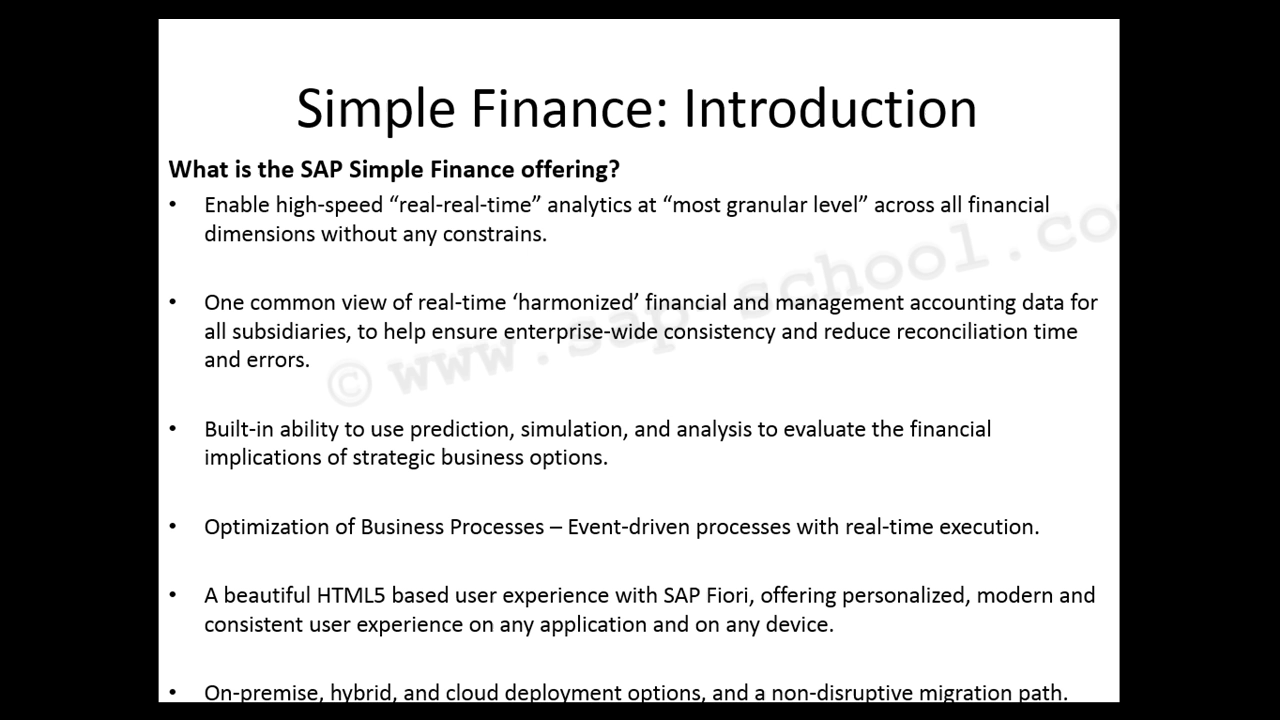 Simple Finance: Introduction
What is the SAP Simple Finance offering?
• Enable high-speed “real-real-time” analytics at “most granular level” across all financial
dimensions without any constrains.
• One common view of real-time ‘harmonized’ financial and management accounting data for
all subsidiaries, to help ensure enterprise-wide consistency and reduce reconciliation time
and errors.
• Built-in ability to use prediction, simulation, and analysis to evaluate the financial
implications of strategic business options.
• Optimization of Business Processes – Event-driven processes with real-time execution.
• A beautiful HTML5 based user experience with SAP Fiori, offering personalized, modern and
consistent user experience on any application and on any device.
• On-premise, hybrid, and cloud deployment options, and a non-disruptive migration path.
© www.sap-school.co